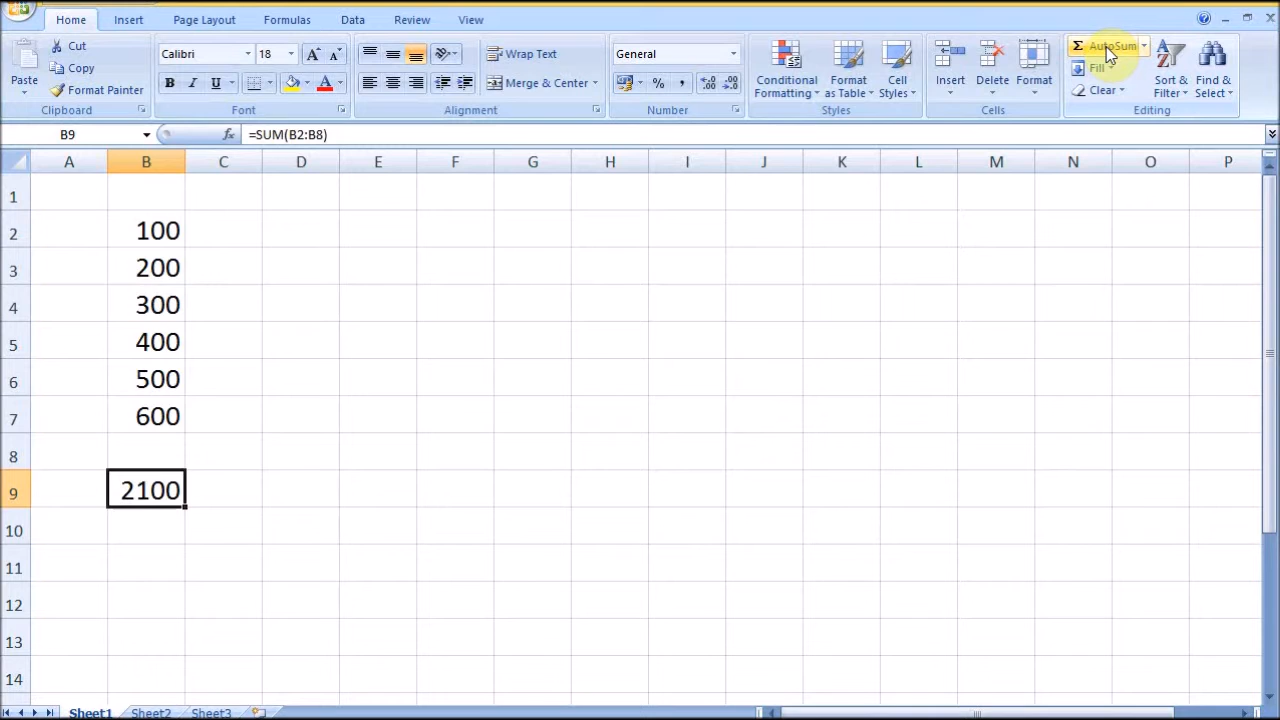 Home Insert Page Layout Formulas Data Review View
Cut
Copy
Format Painter
Paste
Clipboard
Calibri 18
B I U
Font
Wrap Text
Merge & Center
Alignment
General
% ,
Number
Conditional Formatting
Format as Table
Cell Styles
Styles
Insert Delete Format
Cells
Σ AutoSum
Fill
Clear
Sort & Filter
Find & Select
Editing
B9 fx =SUM(B2:B8)
A B C D E F G H I J K L M N O P
1
2 100
3 200
4 300
5 400
6 500
7 600
8
9 2100
10
11
12
13
14
Sheet1 Sheet2 Sheet3